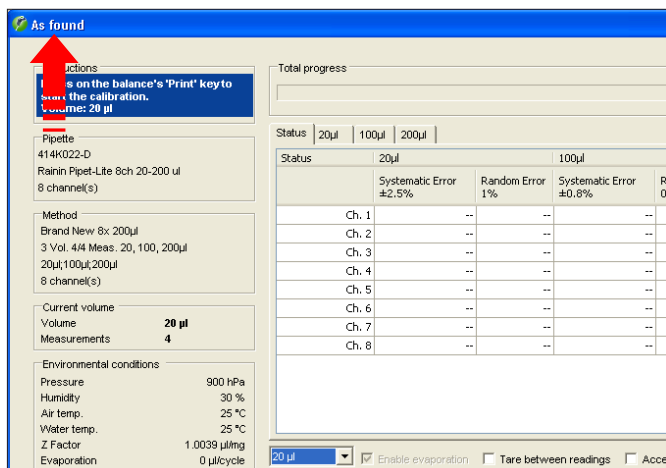 As found
on the balance's 'Print' key to
the calibration.
20 µl
Pipette
414K022-D
Rainin Pipet-Lite 8ch 20-200 ul
8 channel(s)
Method
Brand New 8x 200µl
3 Vol. 4/4 Meas. 20, 100, 200µl
20µl;100µl;200µl
8 channel(s)
Current volume
Volume 20 µl
Measurements 4
Environmental conditions
Pressure 900 hPa
Humidity 30 %
Air temp. 25 °C
Water temp. 25 °C
Z Factor 1.0039 µl/mg
Evaporation 0 µl/cycle
Total progress
Status 20µl 100µl 200µl
Status 20µl 100µl
Systematic Error Random Error Systematic Error R
±2.5% 1% ±0.8% 0
Ch. 1 -- -- --
Ch. 2 -- -- --
Ch. 3 -- -- --
Ch. 4 -- -- --
Ch. 5 -- -- --
Ch. 6 -- -- --
Ch. 7 -- -- --
Ch. 8 -- -- --
20 µl Enable evaporation Tare between readings Acce